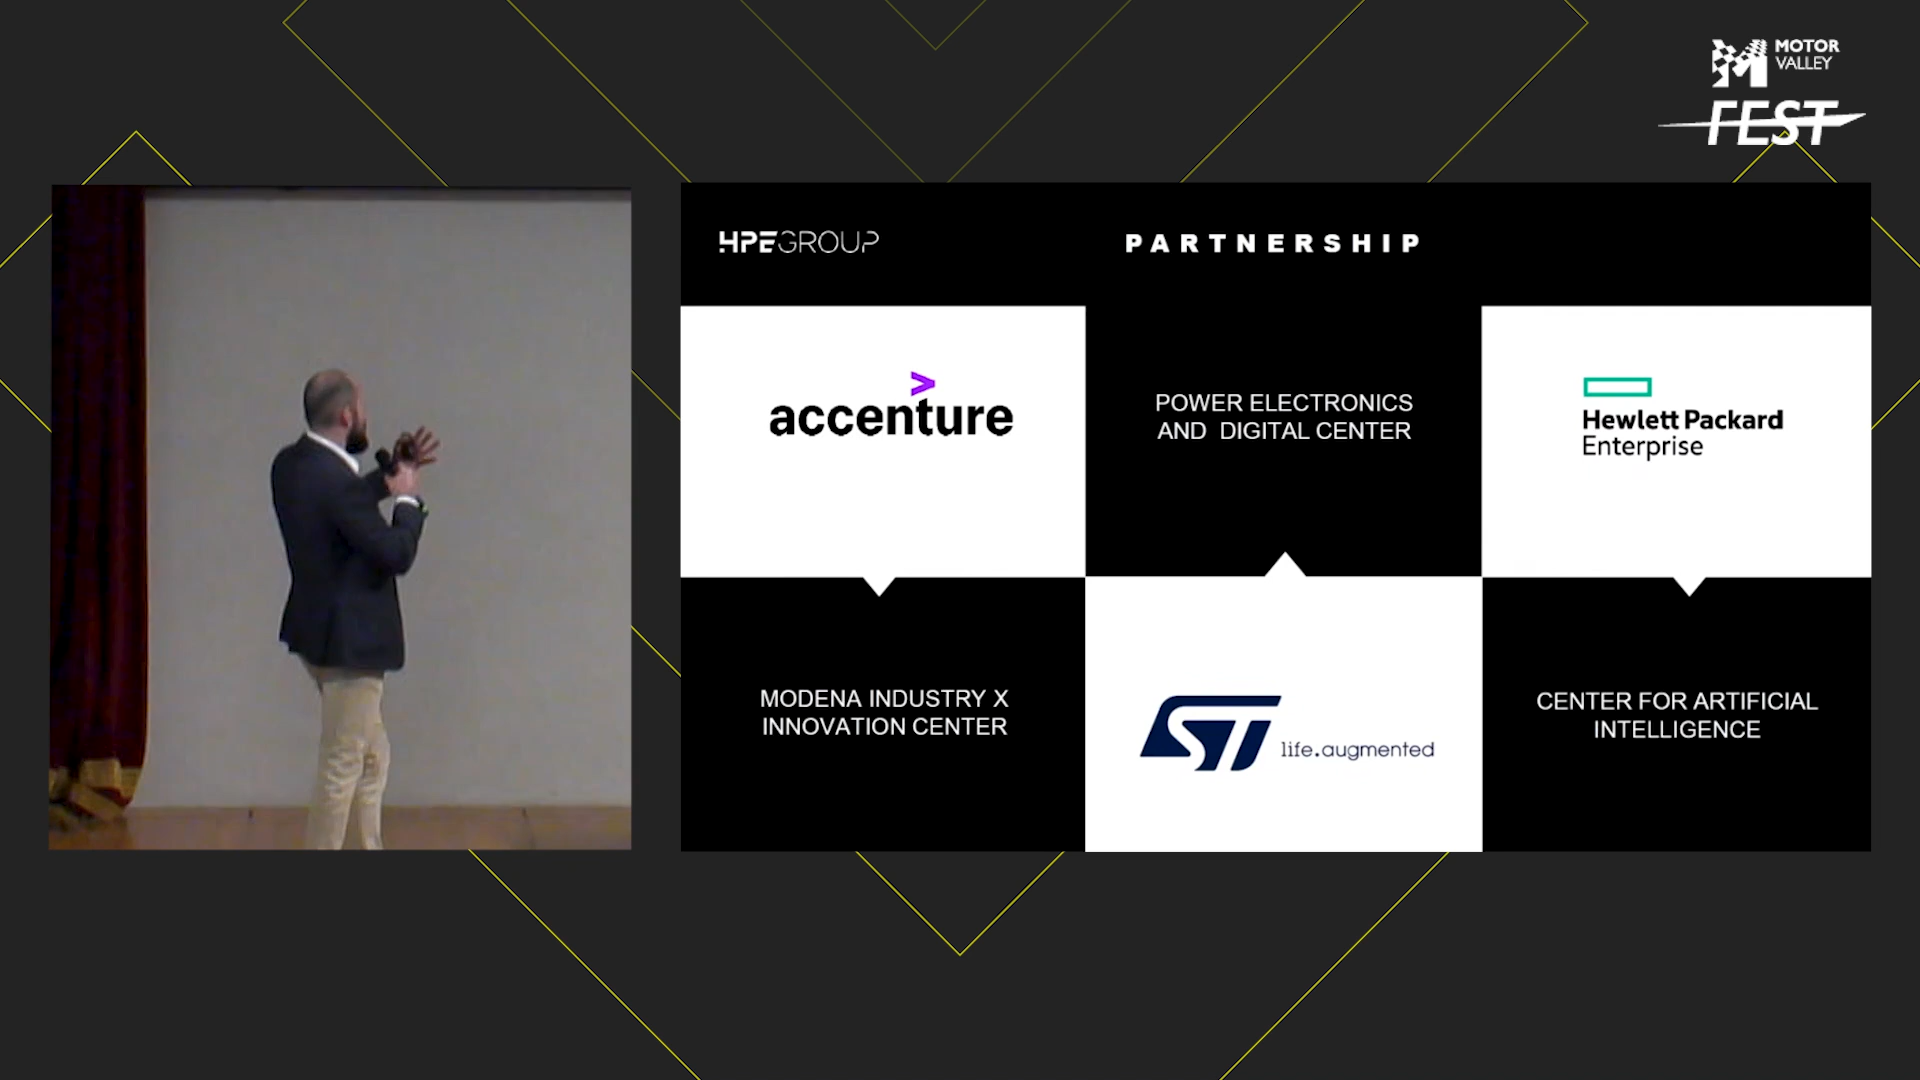 MOTOR
VALLEY
FEST
HPEGROUP
PARTNERSHIP
accenture
POWER ELECTRONICS
AND DIGITAL CENTER
Hewlett Packard
Enterprise
MODENA INDUSTRY X
INNOVATION CENTER
ST life.augmented
CENTER FOR ARTIFICIAL
INTELLIGENCE